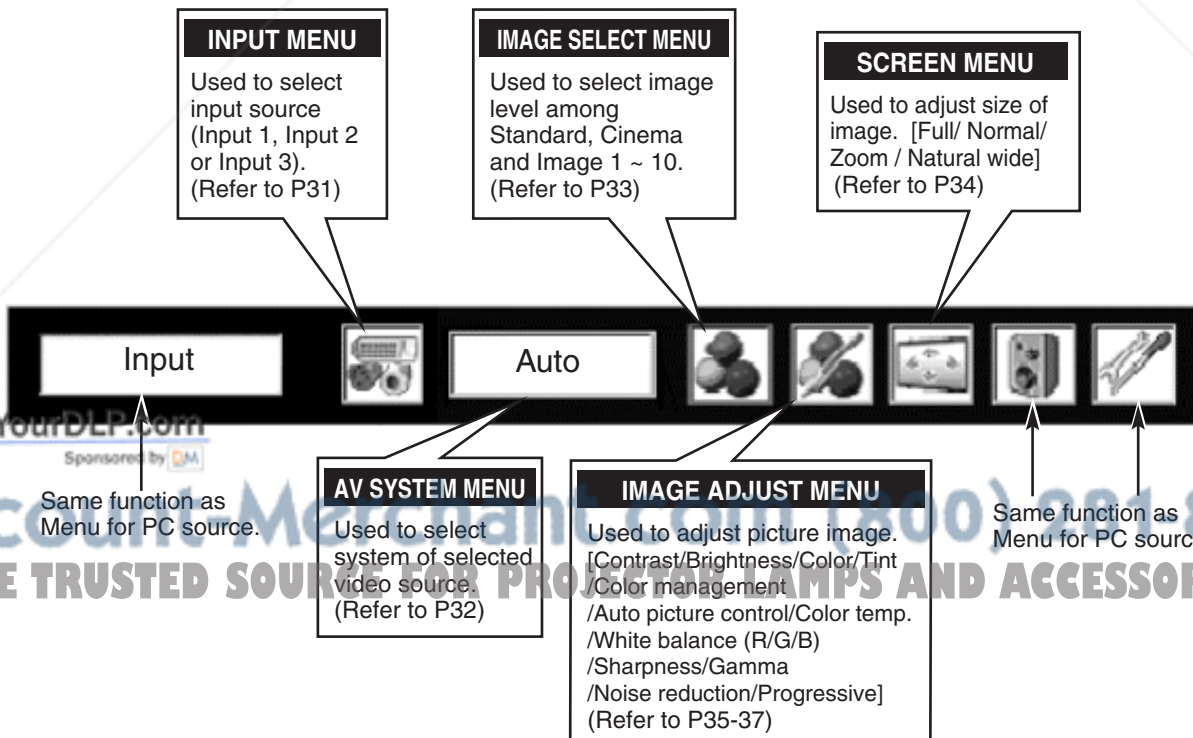 INPUT MENU
Used to select
input source
(Input 1, Input 2
or Input 3).
(Refer to P31)
IMAGE SELECT MENU
Used to select image
level among
Standard, Cinema
and Image 1 ~ 10.
(Refer to P33)
SCREEN MENU
Used to adjust size of
image. [Full/ Normal/
Zoom / Natural wide]
(Refer to P34)
Input
Auto
YourDLP.com
Sponsored by DM
Same function as
Menu for PC source.
AV SYSTEM MENU
Used to select
system of selected
video source.
(Refer to P32)
IMAGE ADJUST MENU
Used to adjust picture image.
[Contrast/Brightness/Color/Tint
/Color management
/Auto picture control/Color temp.
/White balance (R/G/B)
/Sharpness/Gamma
/Noise reduction/Progressive]
(Refer to P35-37)
Same function as
Menu for PC sourc
count-Merchant.com (800) 281-8
E TRUSTED SOURCE FOR PROJECTOR LAMPS AND ACCESSOR